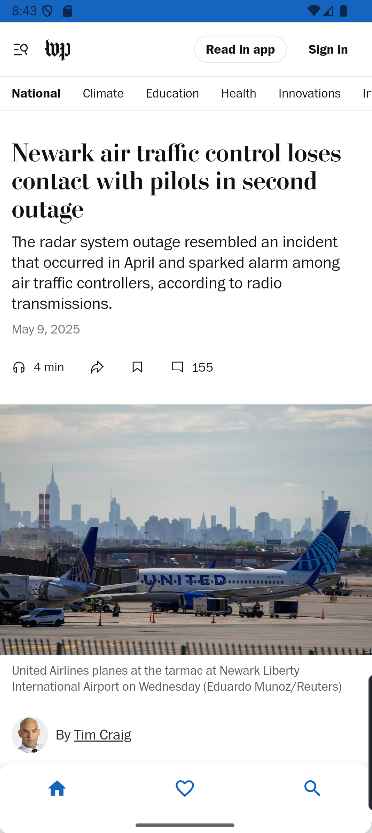 8:43
wp
Read in app
Sign in
National
Climate
Education
Health
Innovations
Newark air traffic control loses
contact with pilots in second
outage
The radar system outage resembled an incident
that occurred in April and sparked alarm among
air traffic controllers, according to radio
transmissions.
May 9, 2025
4 min
155
UNITED
United Airlines planes at the tarmac at Newark Liberty
International Airport on Wednesday (Eduardo Munoz/Reuters)
By Tim Craig